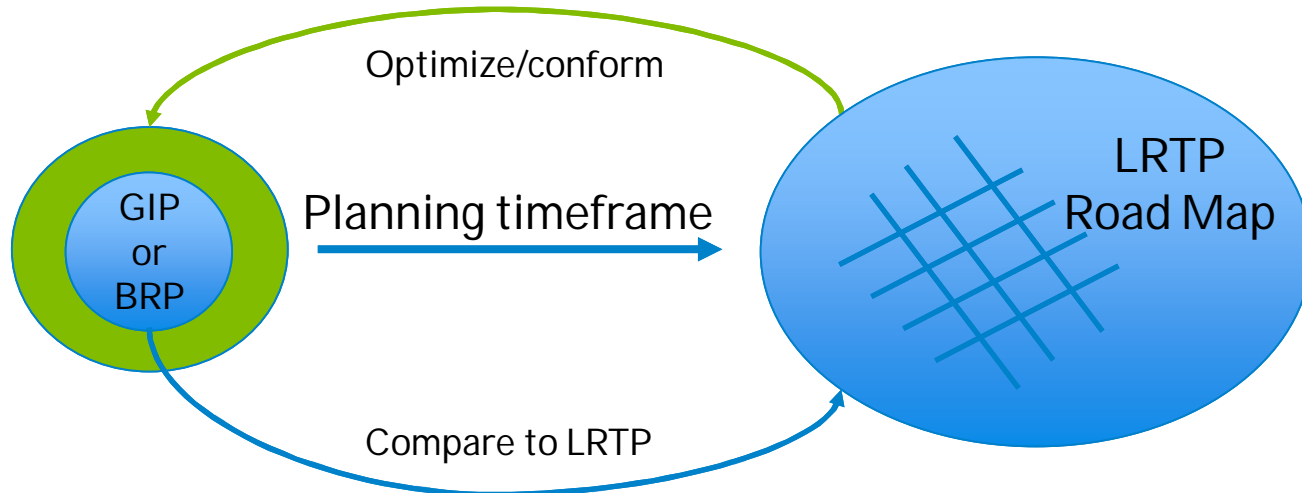 Optimize/conform
GIP
or
BRP
Planning timeframe
LRTP
Road Map
Compare to LRTP